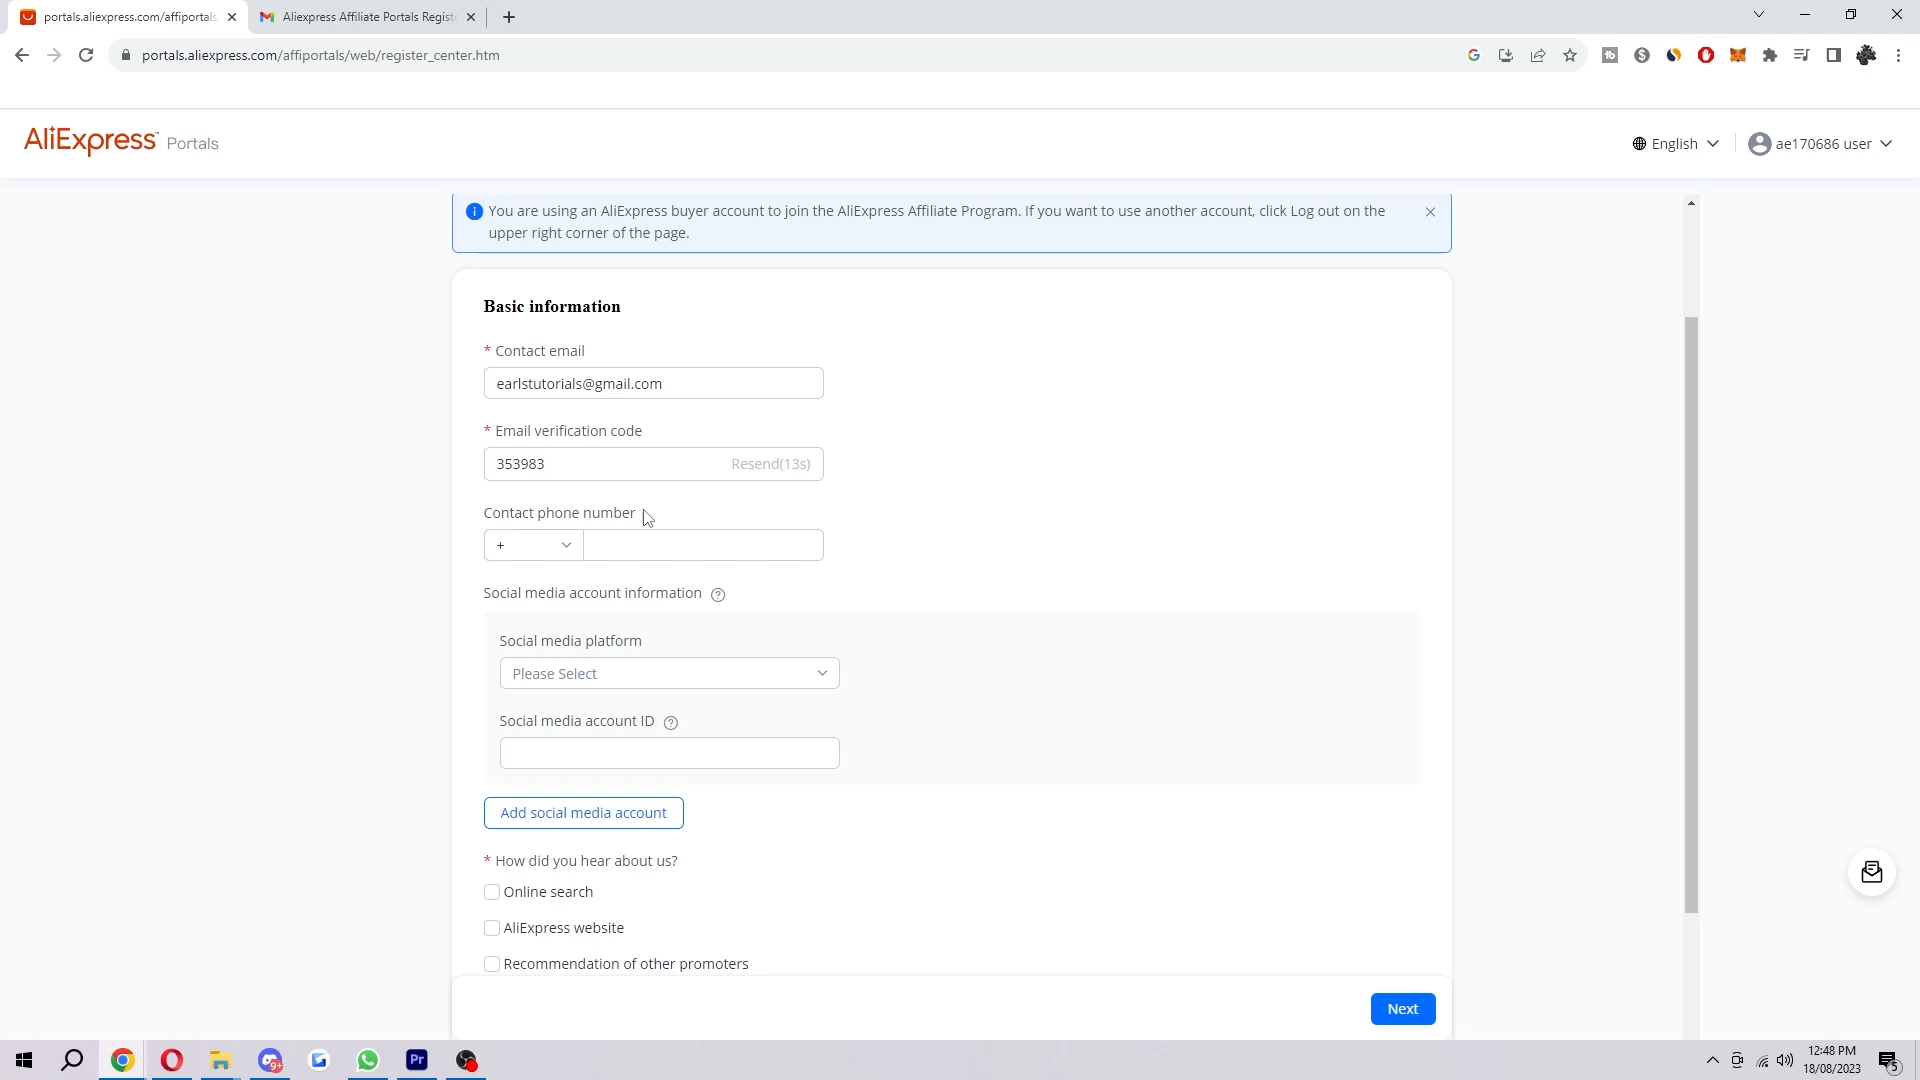 portals.aliexpress.com/affiportals
Aliexpress Affiliate Portals Registe
portals.aliexpress.com/affiportals/web/register_center.htm
AliExpress Portals
English
ae170686 user
You are using an AliExpress buyer account to join the AliExpress Affiliate Program. If you want to use another account, click Log out on the
upper right corner of the page.
Basic information
* Contact email
earlstutorials@gmail.com
* Email verification code
353983
Resend(13s)
Contact phone number
+
Social media account information
Social media platform
Please Select
Social media account ID
Add social media account
* How did you hear about us?
Online search
AliExpress website
Recommendation of other promoters
Next
9+
Pr
12:48 PM
18/08/2023
5